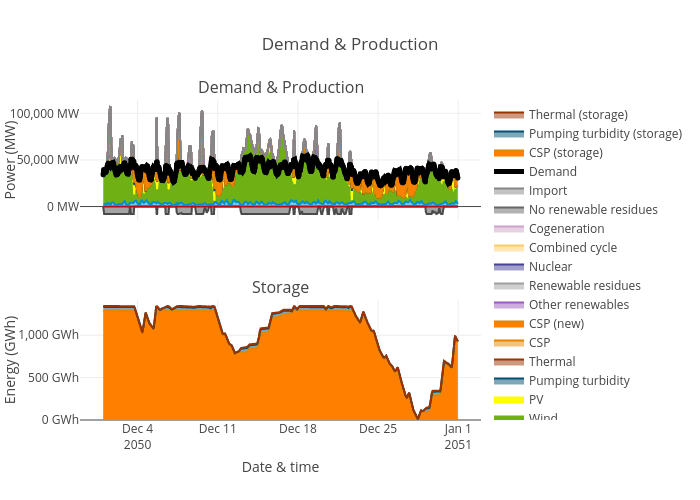 Demand & Production
Demand & Production
Power (MW)
100,000 MW
50,000 MW
0 MW
Storage
Energy (GWh)
1,000 GWh
500 GWh
0 GWh
Dec 4
2050
Dec 11
Dec 18
Dec 25
Jan 1
2051
Date & time
Thermal (storage)
Pumping turbidity (storage)
CSP (storage)
Demand
Import
No renewable residues
Cogeneration
Combined cycle
Nuclear
Renewable residues
Other renewables
CSP (new)
CSP
Thermal
Pumping turbidity
PV
Wind